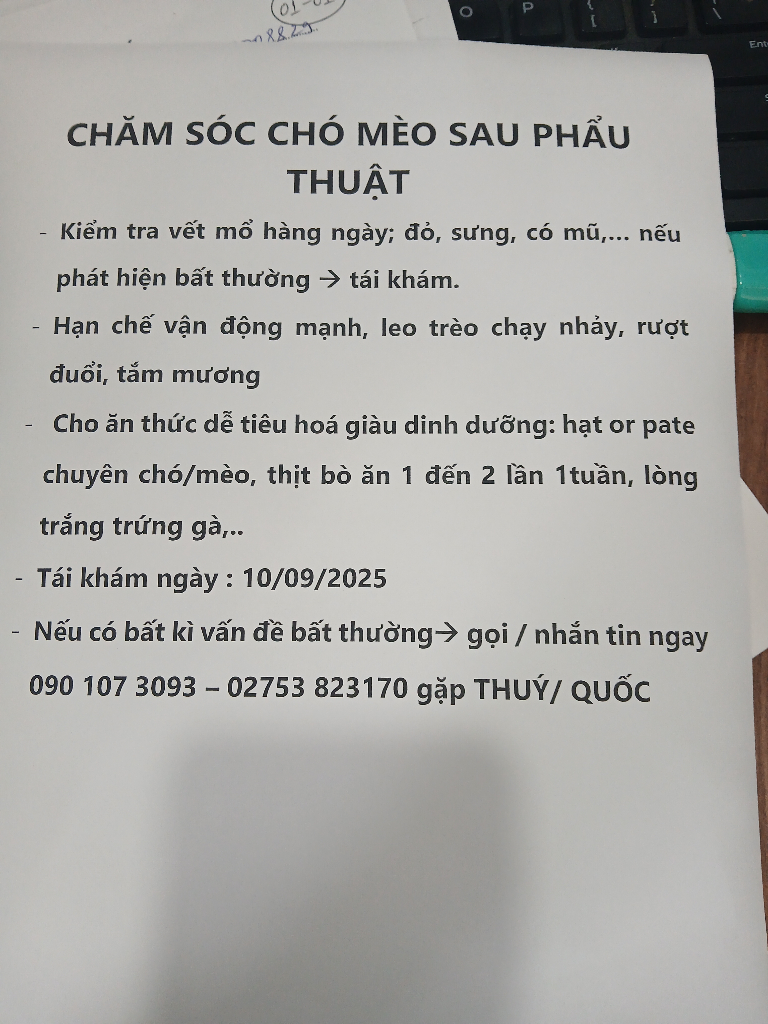 01-01
8829
O P { [ } ] | \
Ent
CHĂM SÓC CHÓ MÈO SAU PHẨU
THUẬT
- Kiểm tra vết mổ hàng ngày; đỏ, sưng, có mũ,... nếu
phát hiện bất thường → tái khám.
- Hạn chế vận động mạnh, leo trèo chạy nhảy, rượt
đuổi, tắm mương
- Cho ăn thức dễ tiêu hoá giàu dinh dưỡng: hạt or pate
chuyên chó/mèo, thịt bò ăn 1 đến 2 lần 1tuần, lòng
trắng trứng gà,..
- Tái khám ngày : 10/09/2025
- Nếu có bất kì vấn đề bất thường→ gọi / nhắn tin ngay
090 107 3093 – 02753 823170 gặp THUÝ/ QUỐC